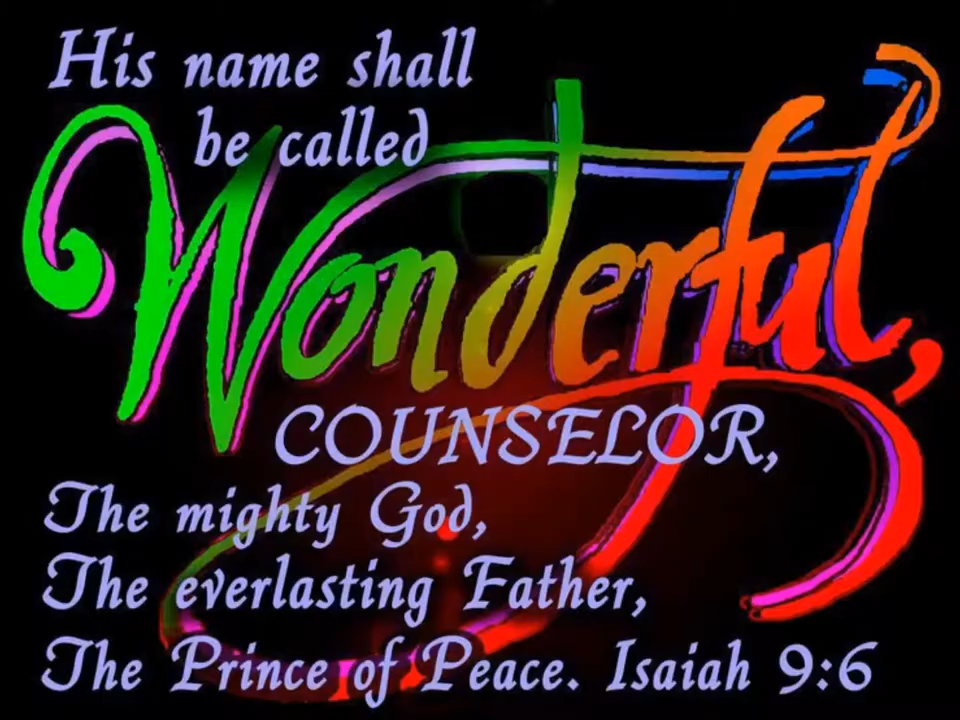 His name shall
be called
Wonderful,
COUNSELOR,
The mighty God,
The everlasting Father,
The Prince of Peace. Isaiah 9:6